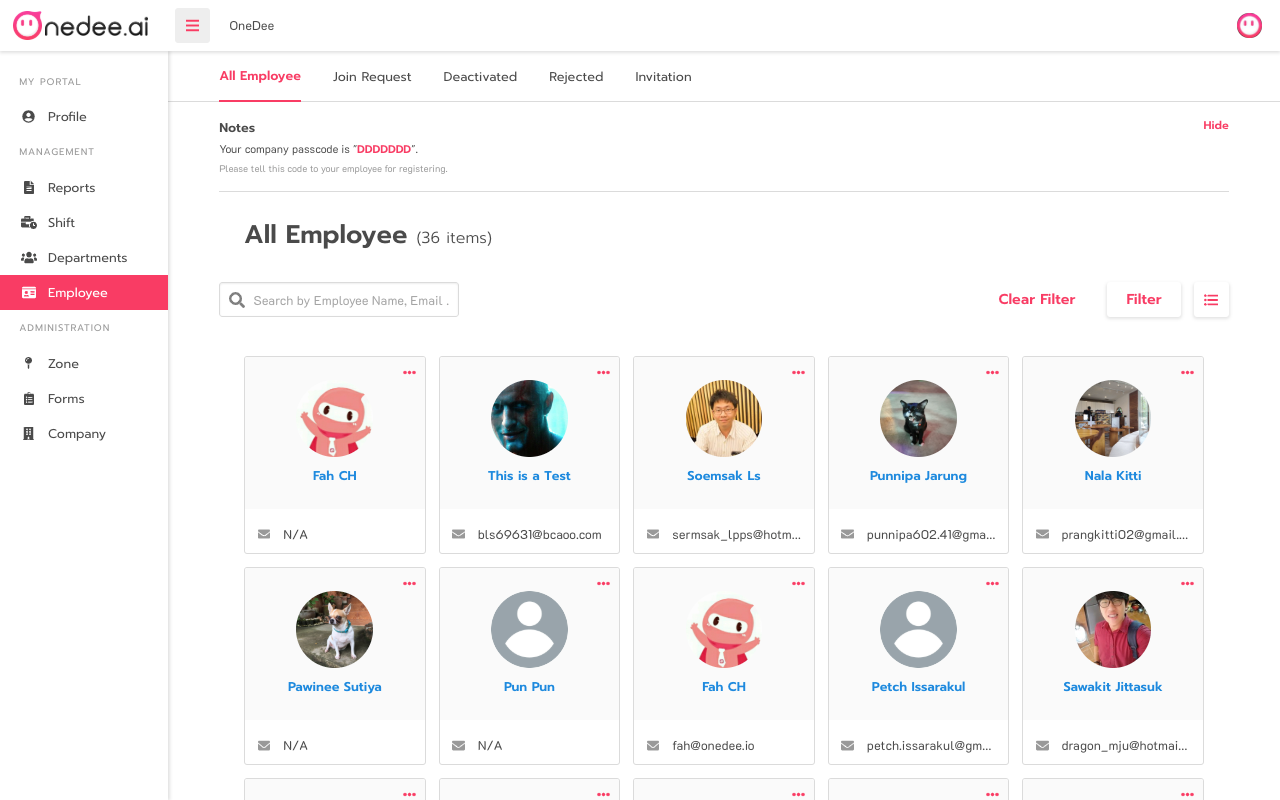 Onedee.ai
OneDee
MY PORTAL
Profile
MANAGEMENT
Reports
Shift
Departments
Employee
ADMINISTRATION
Zone
Forms
Company
All Employee Join Request Deactivated Rejected Invitation
Notes
Hide
Your company passcode is "DDDDDDD".
Please tell this code to your employee for registering.
All Employee (36 items)
Search by Employee Name, Email .
Clear Filter Filter
Fah CH
N/A
This is a Test
bls69631@bcaoo.com
Soemsak Ls
sermsak_lpps@hotm...
Punnipa Jarung
punnipa602.41@gma...
Nala Kitti
prangkitti02@gmail....
Pawinee Sutiya
N/A
Pun Pun
N/A
Fah CH
fah@onedee.io
Petch Issarakul
petch.issarakul@gm...
Sawakit Jittasuk
dragon_mju@hotmai...